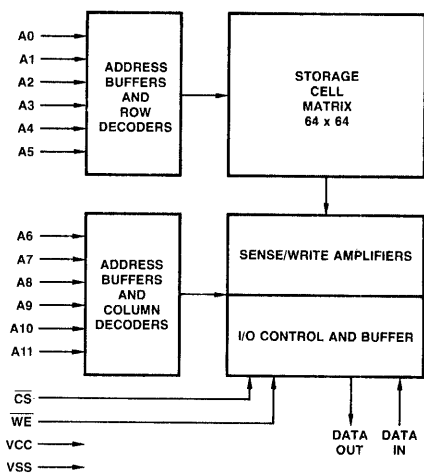 A0
A1
A2
A3
A4
A5
ADDRESS
BUFFERS
AND
ROW
DECODERS
STORAGE
CELL
MATRIX
64 x 64
A6
A7
A8
A9
A10
A11
ADDRESS
BUFFERS
AND
COLUMN
DECODERS
SENSE/WRITE AMPLIFIERS
I/O CONTROL AND BUFFER
C̅S̅
W̅E̅
VCC
VSS
DATA
OUT
DATA
IN